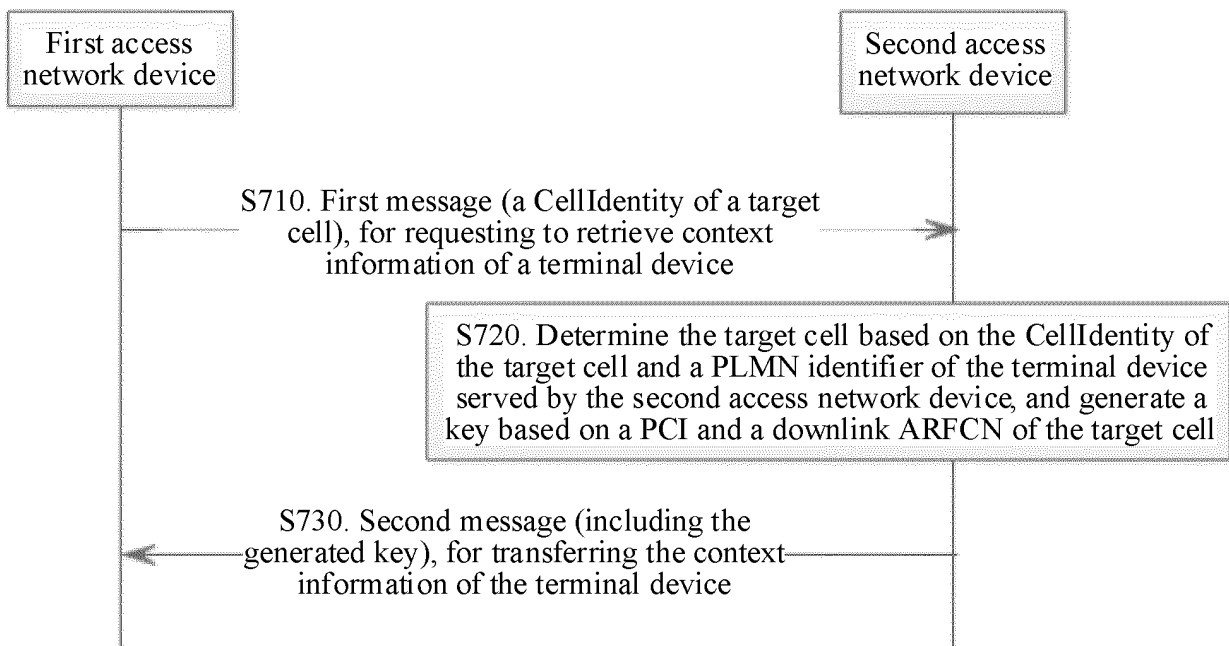 First access
network device
Second access
network device
S710. First message (a CellIdentity of a target
cell), for requesting to retrieve context
information of a terminal device
S720. Determine the target cell based on the CellIdentity of
the target cell and a PLMN identifier of the terminal device
served by the second access network device, and generate a
key based on a PCI and a downlink ARFCN of the target cell
S730. Second message (including the
generated key), for transferring the context
information of the terminal device